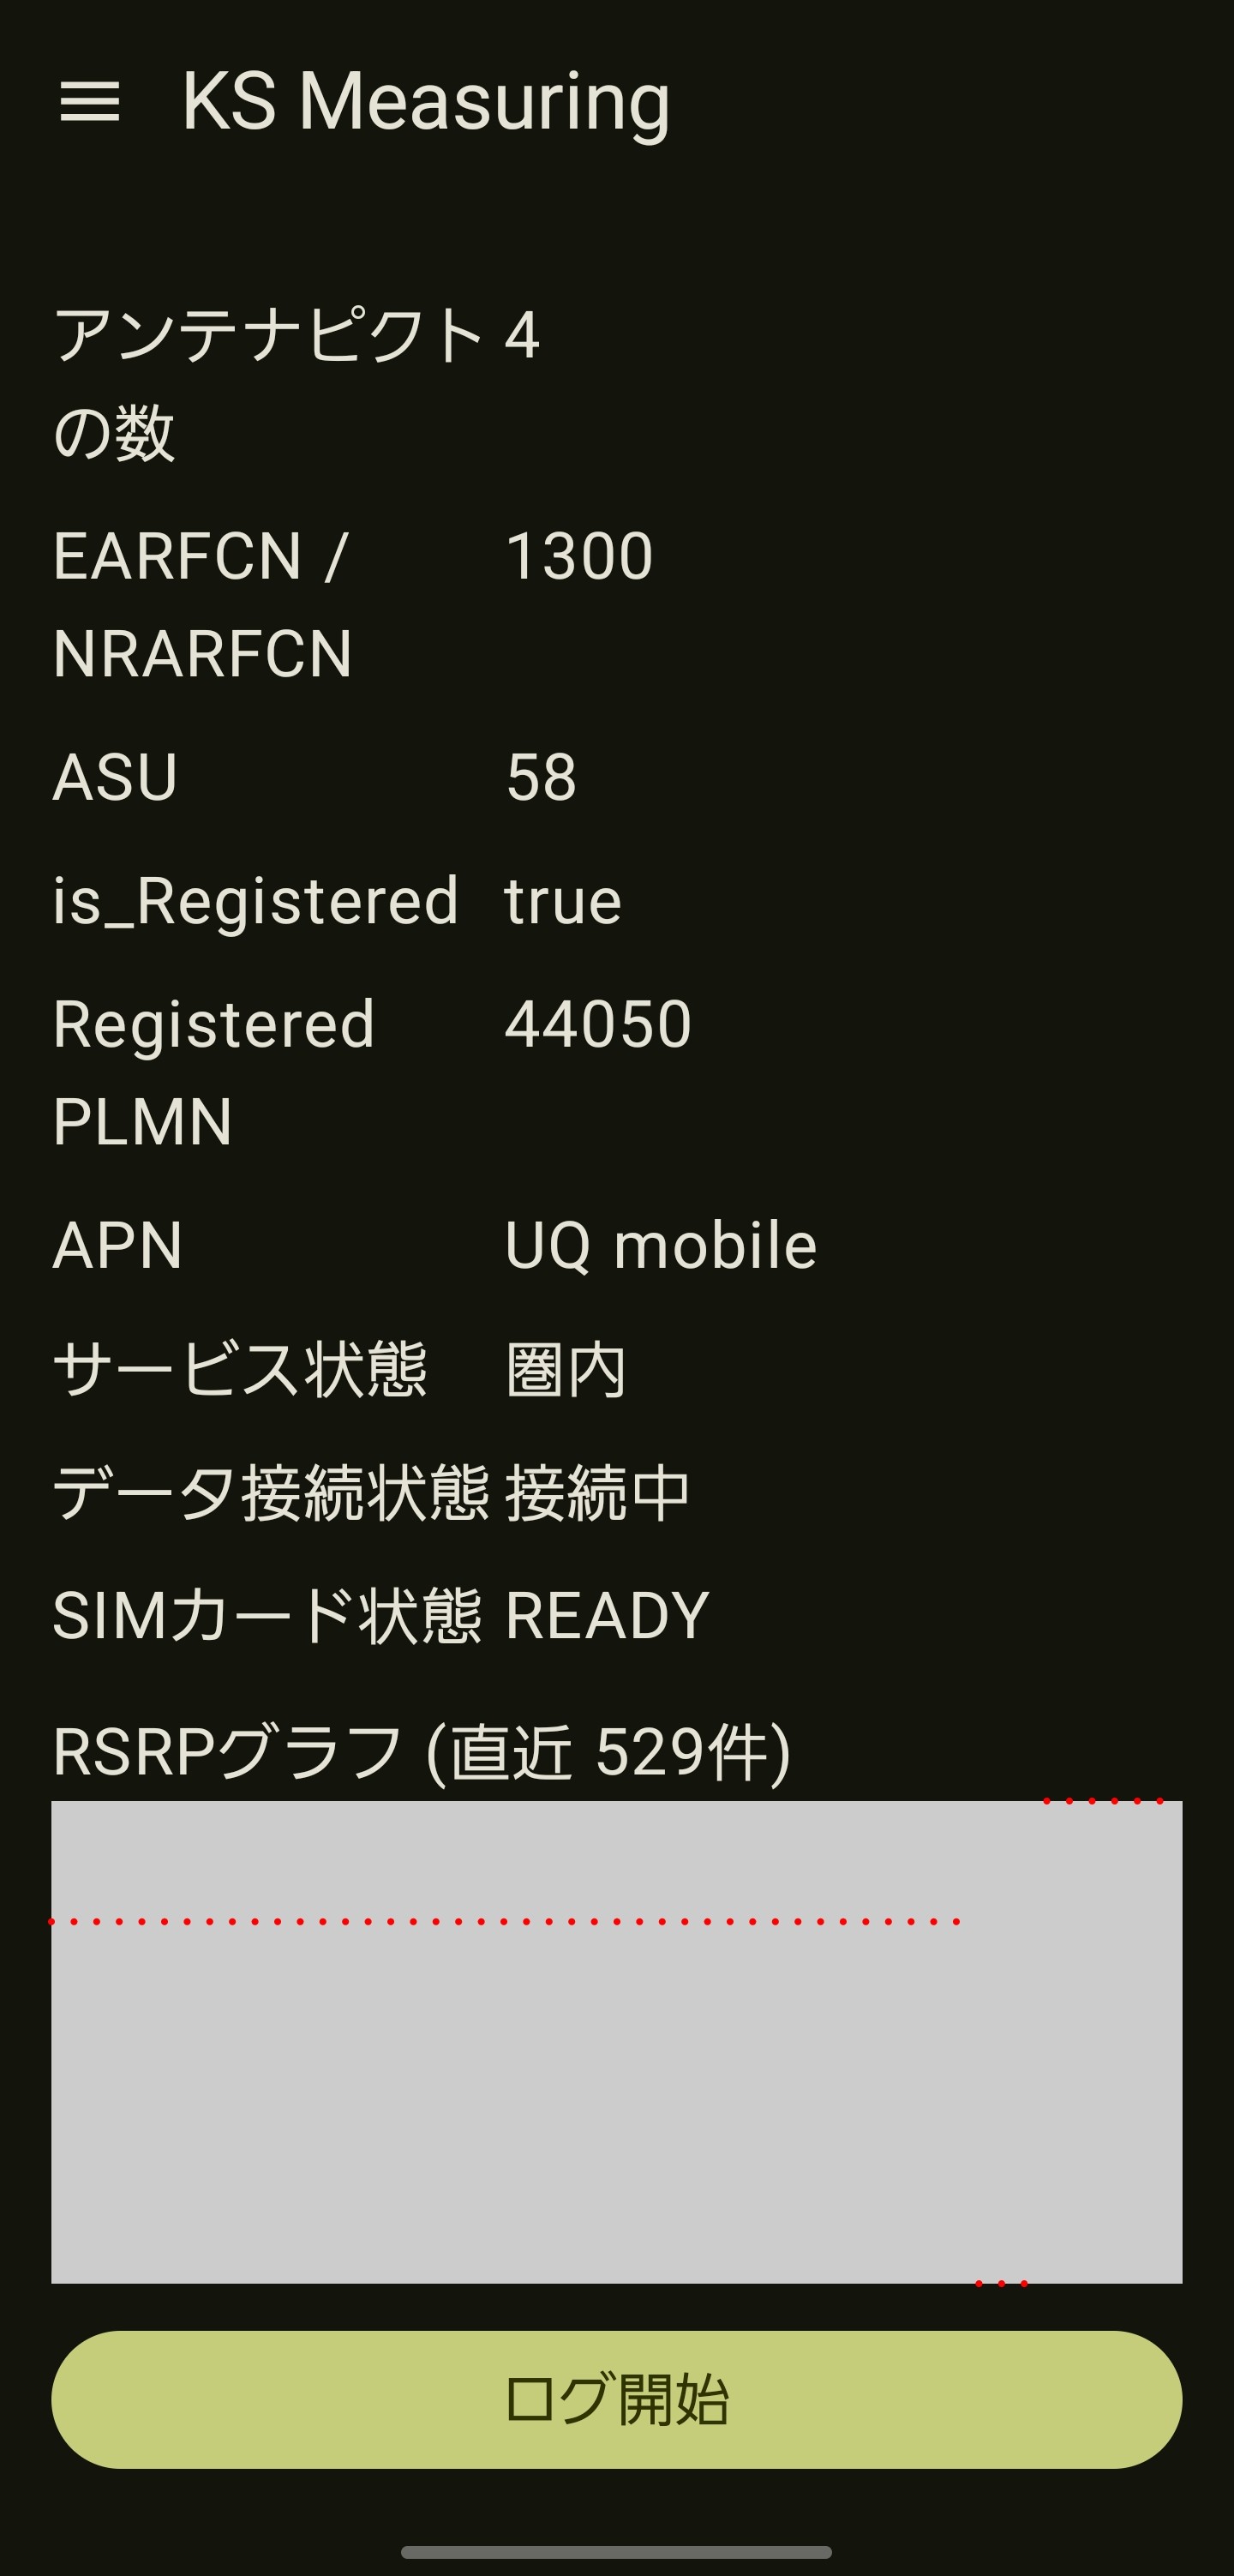 KS Measuring
アンテナピクト 4
の数
EARFCN / 1300
NRARFCN
ASU 58
is_Registered true
Registered 44050
PLMN
APN UQ mobile
サービス状態 圏内
データ接続状態 接続中
SIMカード状態 READY
RSRPグラフ (直近 529件)
ログ開始